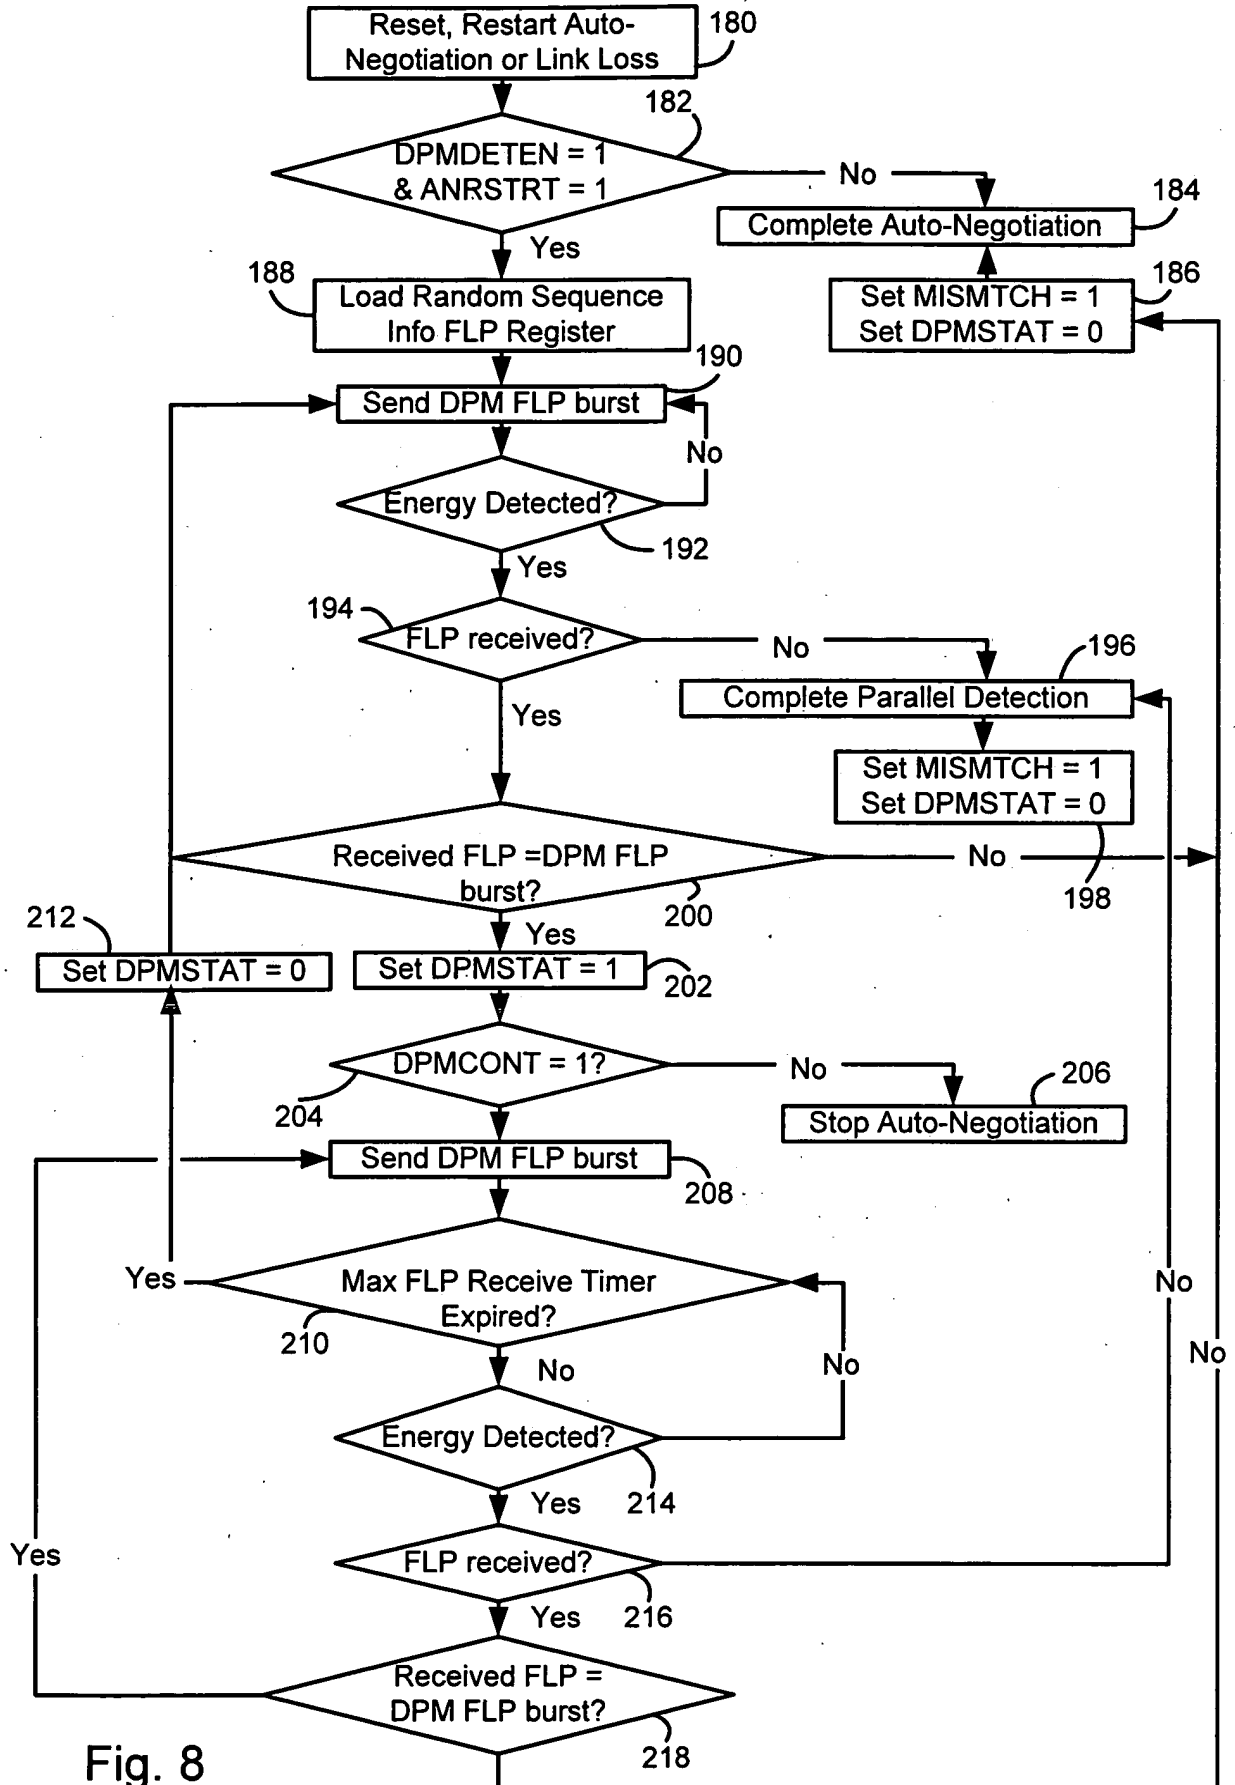 Reset, Restart Auto-
Negotiation or Link Loss
180
182
DPMDETEN = 1
& ANRSTRT = 1
No
184
Complete Auto-Negotiation
Yes
188
Load Random Sequence
Info FLP Register
186
Set MISMTCH = 1
Set DPMSTAT = 0
190
Send DPM FLP burst
No
Energy Detected?
192
Yes
194
FLP received?
No
196
Complete Parallel Detection
Yes
Set MISMTCH = 1
Set DPMSTAT = 0
198
Received FLP =DPM FLP
burst?
No
200
212
Yes
Set DPMSTAT = 0
Set DPMSTAT = 1
202
DPMCONT = 1?
204
No
206
Stop Auto-Negotiation
Send DPM FLP burst
208
Yes
Max FLP Receive Timer
Expired?
210
No
No
No
No
Energy Detected?
214
Yes
Yes
FLP received?
216
Yes
Received FLP =
DPM FLP burst?
218
Fig. 8